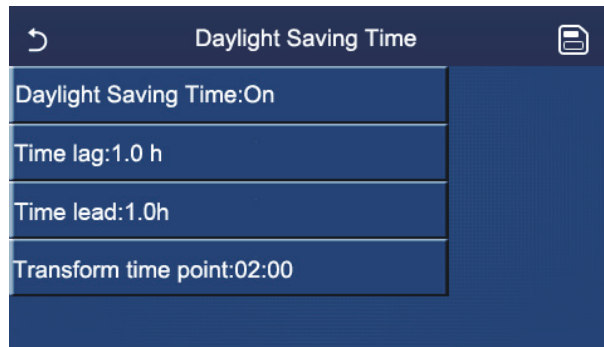 Daylight Saving Time
Daylight Saving Time:On
Time lag:1.0 h
Time lead:1.0h
Transform time point:02:00